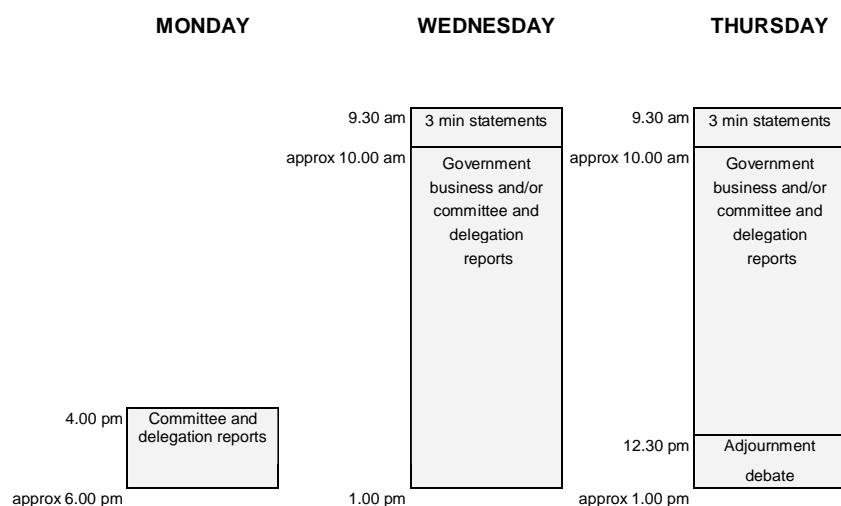 MONDAY
WEDNESDAY
THURSDAY
9.30 am
3 min statements
9.30 am
3 min statements
approx 10.00 am
Government
business and/or
committee and
delegation
reports
approx 10.00 am
Government
business and/or
committee and
delegation
reports
4.00 pm
Committee and
delegation reports
12.30 pm
Adjournment
debate
approx 6.00 pm
1.00 pm
approx 1.00 pm